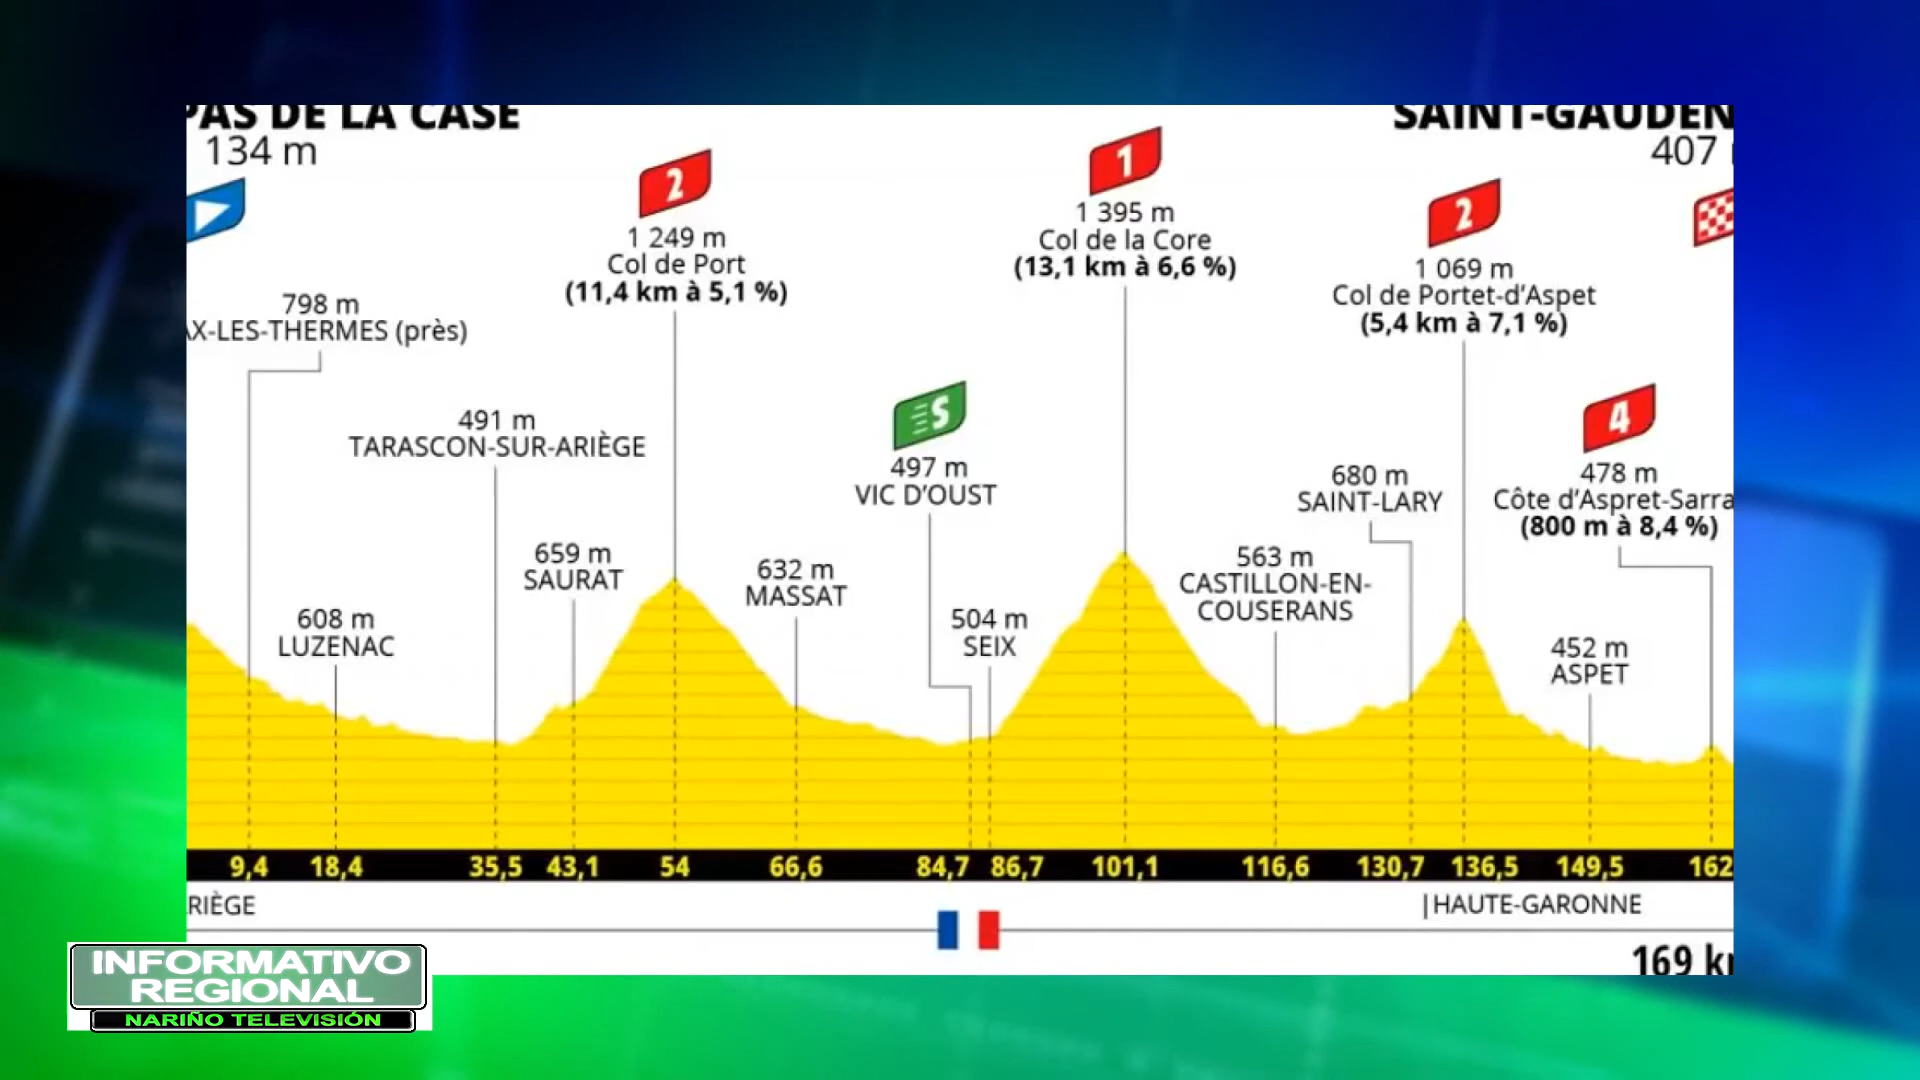 PAS DE LA CASE
134 m
SAINT-GAUDEN
407
2
1 249 m
Col de Port
(11,4 km à 5,1 %)
1
1 395 m
Col de la Core
(13,1 km à 6,6 %)
2
1 069 m
Col de Portet-d'Aspet
(5,4 km à 7,1 %)
798 m
AX-LES-THERMES (près)
491 m
TARASCON-SUR-ARIÈGE
S
497 m
VIC D'OUST
4
478 m
Côte d'Aspret-Sarra
(800 m à 8,4 %)
680 m
SAINT-LARY
659 m
SAURAT
632 m
MASSAT
563 m
CASTILLON-EN-
COUSERANS
608 m
LUZENAC
504 m
SEIX
452 m
ASPET
9,4 18,4 35,5 43,1 54 66,6 84,7 86,7 101,1 116,6 130,7 136,5 149,5 162
RIÈGE
|HAUTE-GARONNE
169 k
INFORMATIVO
REGIONAL
NARIÑO TELEVISIÓN